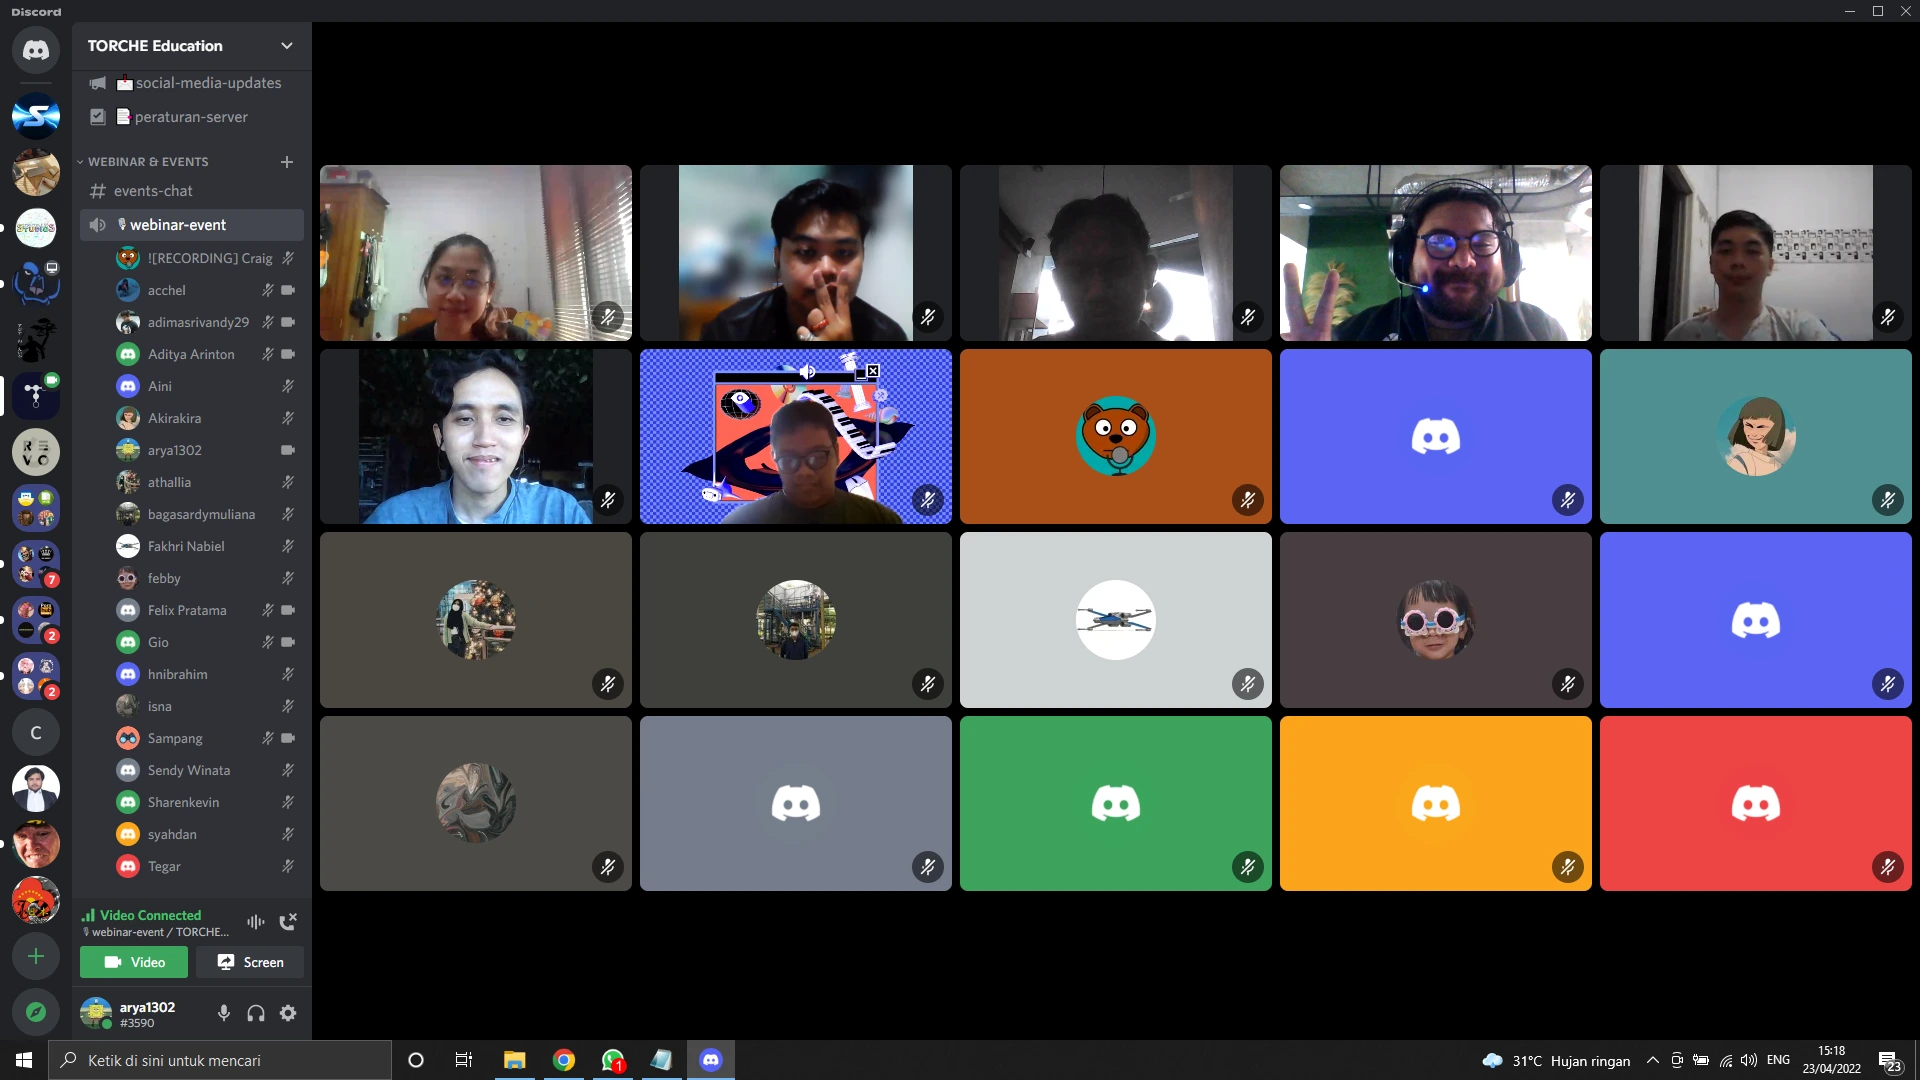 Discord
TORCHE Education
social-media-updates
peraturan-server
WEBINAR & EVENTS
events-chat
webinar-event
![RECORDING] Craig
acchel
adimasrivandy29
Aditya Arinton
Aini
Akirakira
arya1302
athallia
bagasardymuliana
Fakhri Nabiel
febby
Felix Pratama
Gio
hnibrahim
isna
Sampang
Sendy Winata
Sharenkevin
syahdan
Tegar
7
2
2
C
Video Connected
webinar-event / TORCHE...
Video
Screen
arya1302
#3590
Ketik di sini untuk mencari
1
31°C Hujan ringan
ENG
15:18
23/04/2022
23